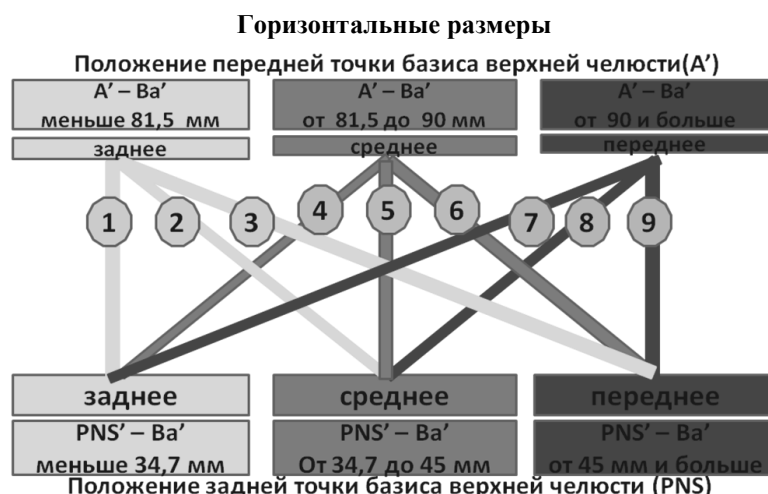 Горизонтальные размеры
Положение передней точки базиса верхней челюсти(А’)
А’ – Ва’
меньше 81,5 мм
заднее
А’ – Ва’
от 81,5 до 90 мм
среднее
А’ – Ва’
от 90 и больше
переднее
1 2 3 4 5 6 7 8 9
заднее
среднее
переднее
PNS’ – Ba’
меньше 34,7 мм
PNS’ – Ba’
От 34,7 до 45 мм
PNS’ – Ba’
от 45 мм и больше
Положение задней точки базиса верхней челюсти (PNS)